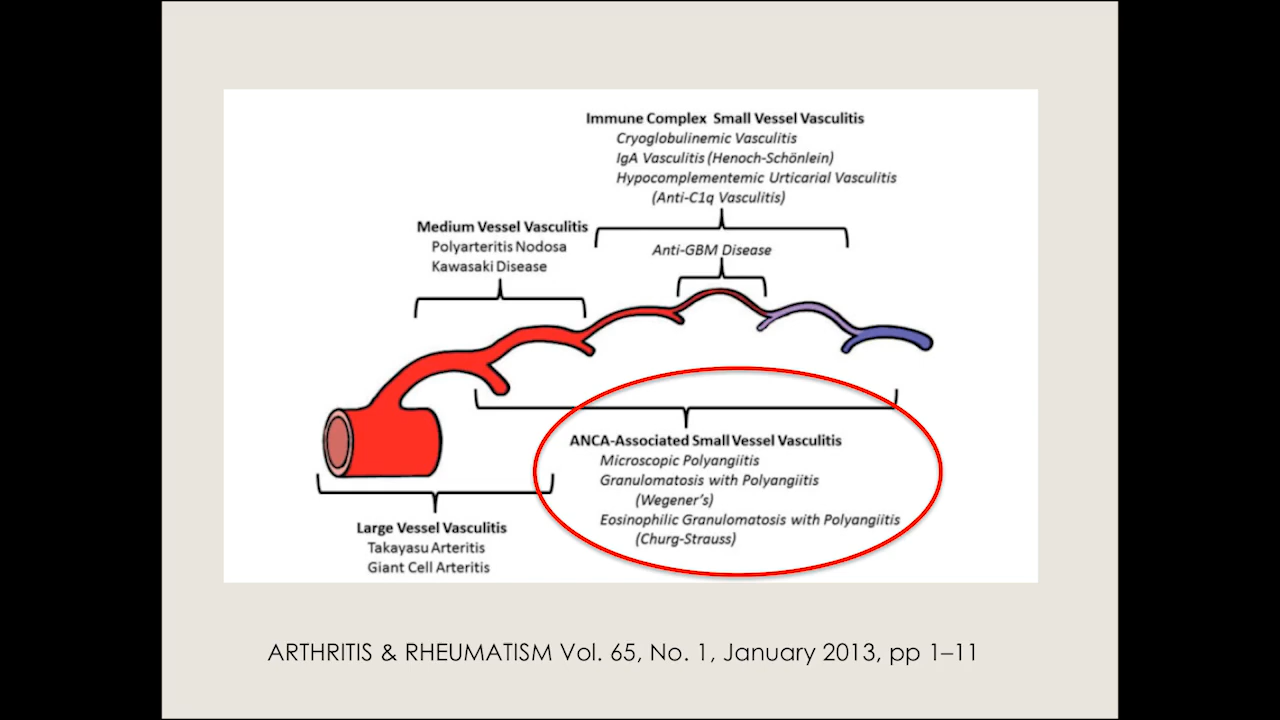 Immune Complex Small Vessel Vasculitis
Cryoglobulinemic Vasculitis
IgA Vasculitis (Henoch-Schönlein)
Hypocomplementemic Urticarial Vasculitis
(Anti-C1q Vasculitis)
Medium Vessel Vasculitis
Polyarteritis Nodosa
Kawasaki Disease
Anti-GBM Disease
ANCA-Associated Small Vessel Vasculitis
Microscopic Polyangiitis
Granulomatosis with Polyangiitis
(Wegener's)
Eosinophilic Granulomatosis with Polyangiitis
(Churg-Strauss)
Large Vessel Vasculitis
Takayasu Arteritis
Giant Cell Arteritis
ARTHRITIS & RHEUMATISM Vol. 65, No. 1, January 2013, pp 1–11